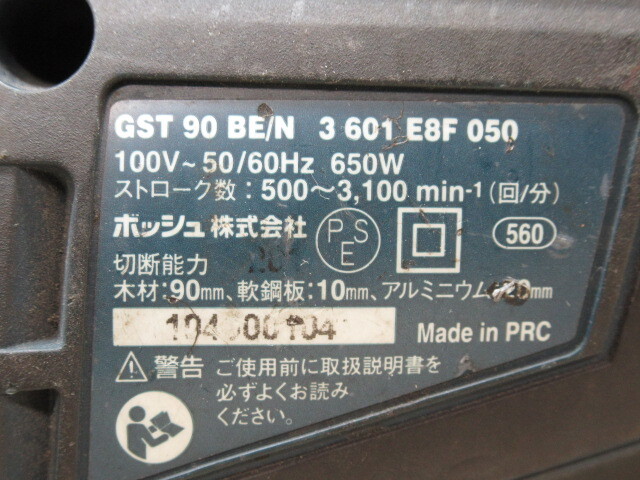 GST 90 BE/N 3 601 E8F 050
100V~50/60Hz 650W
ストローク数：500〜3,100 min-1 (回/分)
ボッシュ株式会社 PSE 560
切断能力
木材：90mm、軟鋼板：10mm、アルミニウム：20mm
Made in PRC
⚠ 警告 ご使用前に取扱説明書を
必ずよくお読み
ください。